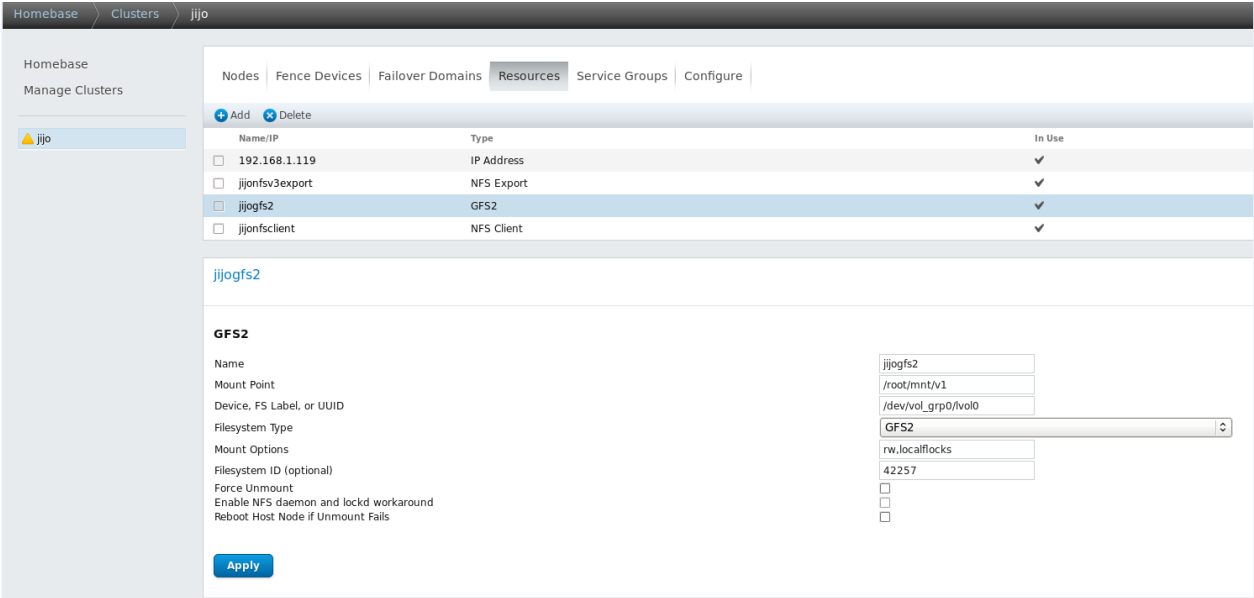 Homebase Clusters jijo
Homebase
Manage Clusters
jijo
Nodes Fence Devices Failover Domains Resources Service Groups Configure
Add Delete
Name/IP Type In Use
192.168.1.119 IP Address
jijonfsv3export NFS Export
jijogfs2 GFS2
jijonfsclient NFS Client
jijogfs2
GFS2
Name jijogfs2
Mount Point /root/mnt/v1
Device, FS Label, or UUID /dev/vol_grp0/lvol0
Filesystem Type GFS2
Mount Options rw,localflocks
Filesystem ID (optional) 42257
Force Unmount
Enable NFS daemon and lockd workaround
Reboot Host Node if Unmount Fails
Apply